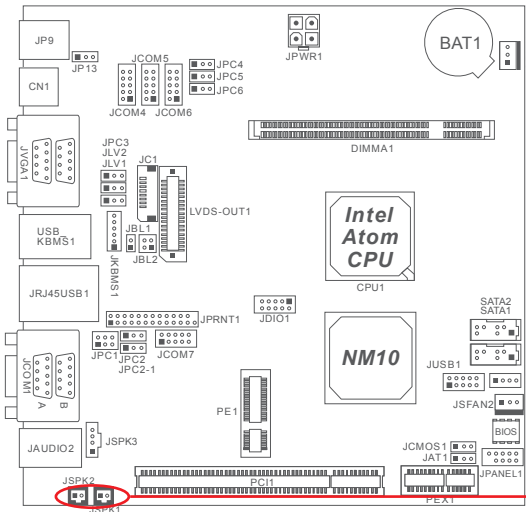 JP9
JP13
CN1
JVGA1
JCOM5
JCOM4
JCOM6
JPC4
JPC5
JPC6
JPWR1
BAT1
DIMMA1
JPC3
JLV2
JLV1
JC1
LVDS-OUT1
JBL1
JBL2
JKBMS1
USB_
KBMS1
Intel
Atom
CPU
CPU1
JRJ45USB1
JPRNT1
JDIO1
JPC1
JPC2
JPC2-1
JCOM7
SATA2
SATA1
NM10
JUSB1
JSFAN2
JCOM1
A
B
PE1
BIOS
JAUDIO2
JSPK3
JCMOS1
JAT1
JPANEL1
JSPK2
JSPK1
PCI1
PEX1